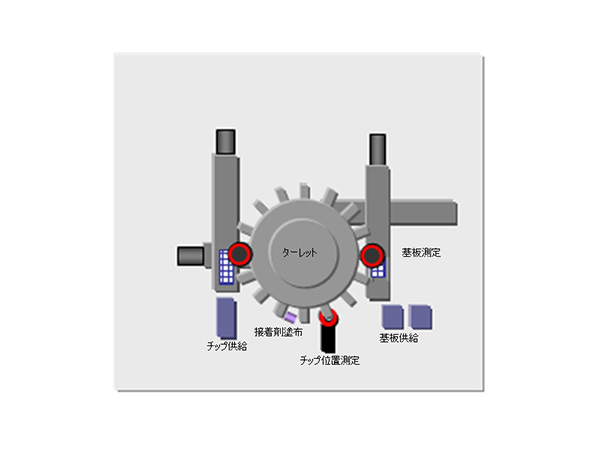 ターレット
基板測定
接着剤塗布
基板供給
チップ供給
チップ位置測定